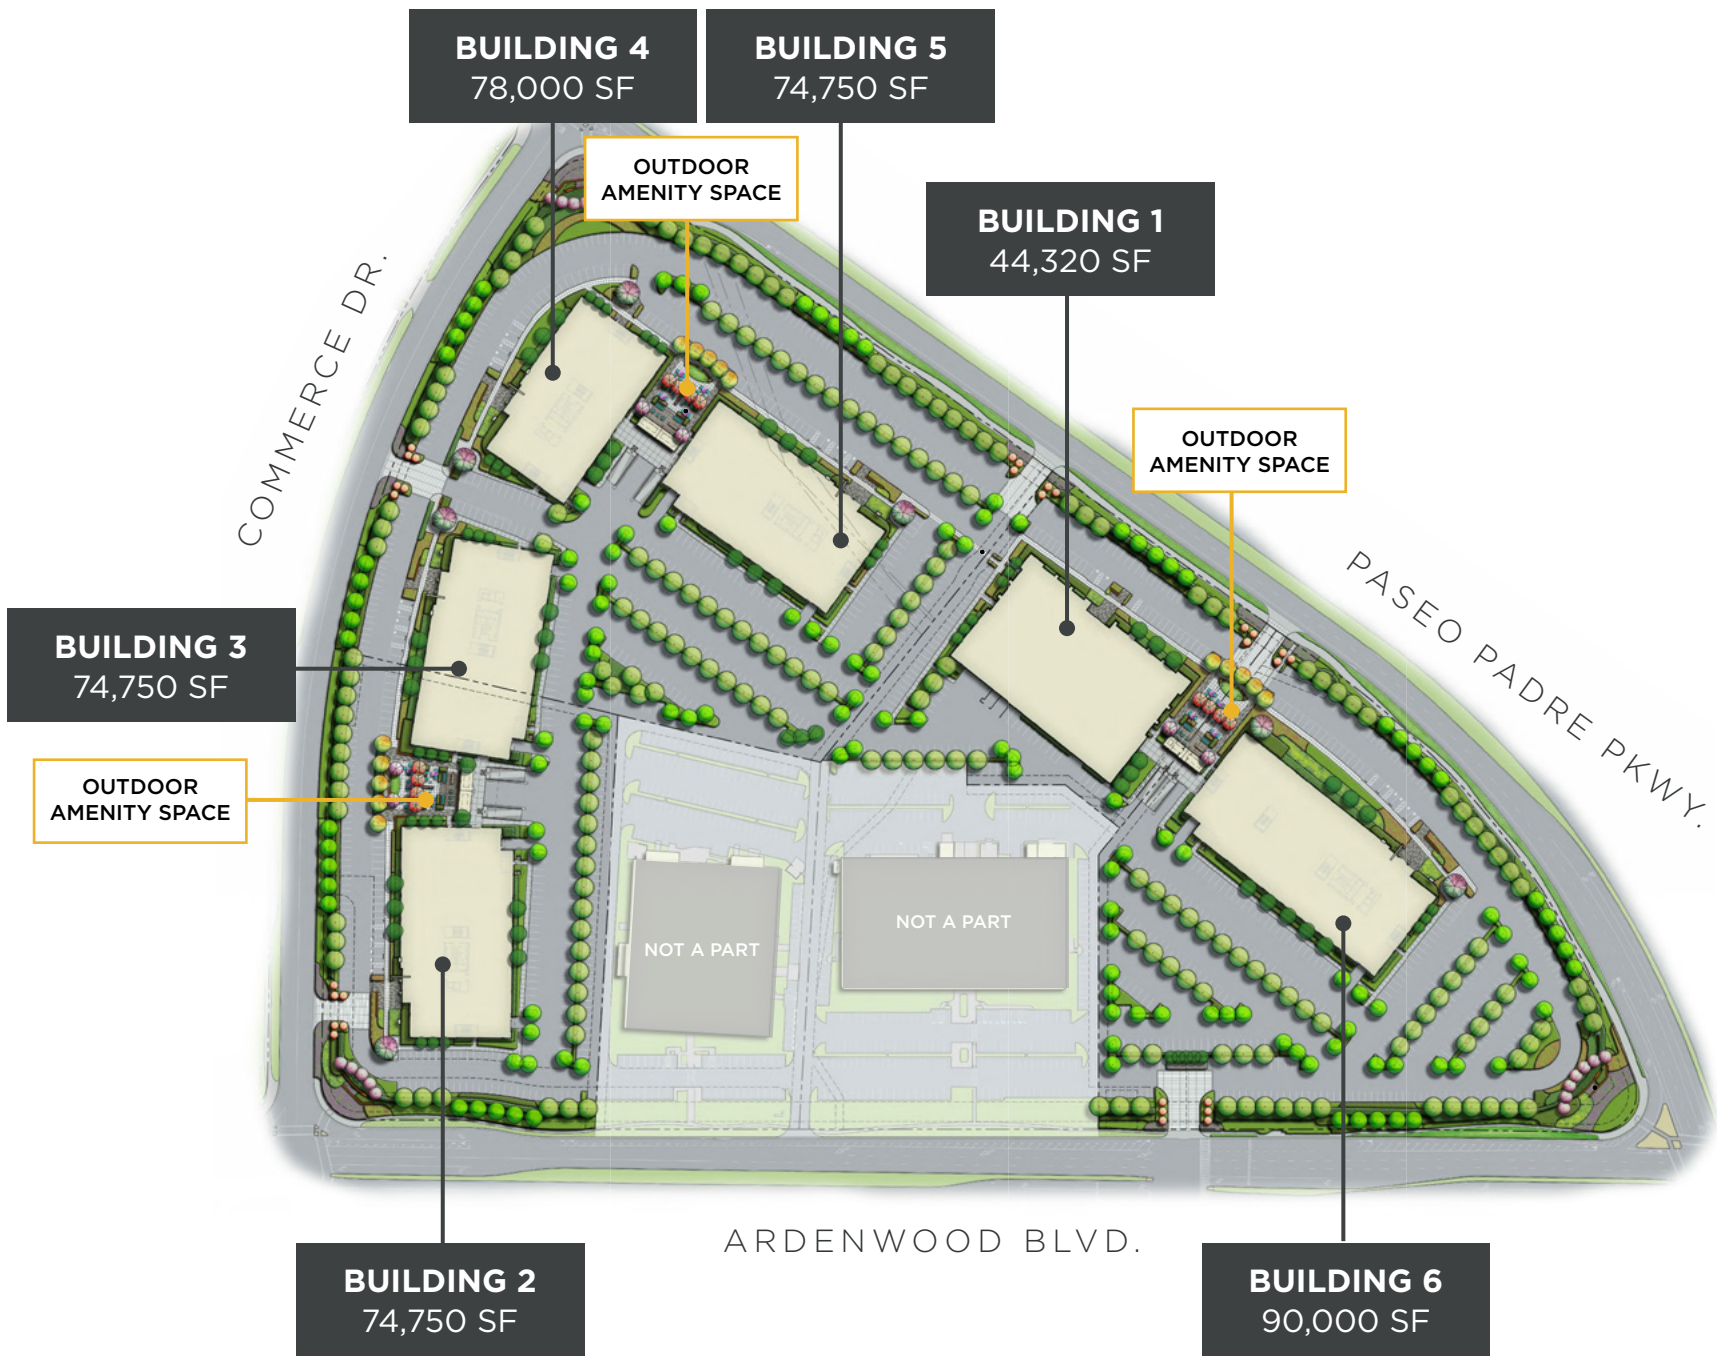 BUILDING 4
78,000 SF
BUILDING 5
74,750 SF
OUTDOOR
AMENITY SPACE
BUILDING 1
44,320 SF
COMMERCE DR.
OUTDOOR
AMENITY SPACE
PASEO PADRE PKWY.
BUILDING 3
74,750 SF
OUTDOOR
AMENITY SPACE
NOT A PART
NOT A PART
ARDENWOOD BLVD.
BUILDING 2
74,750 SF
BUILDING 6
90,000 SF